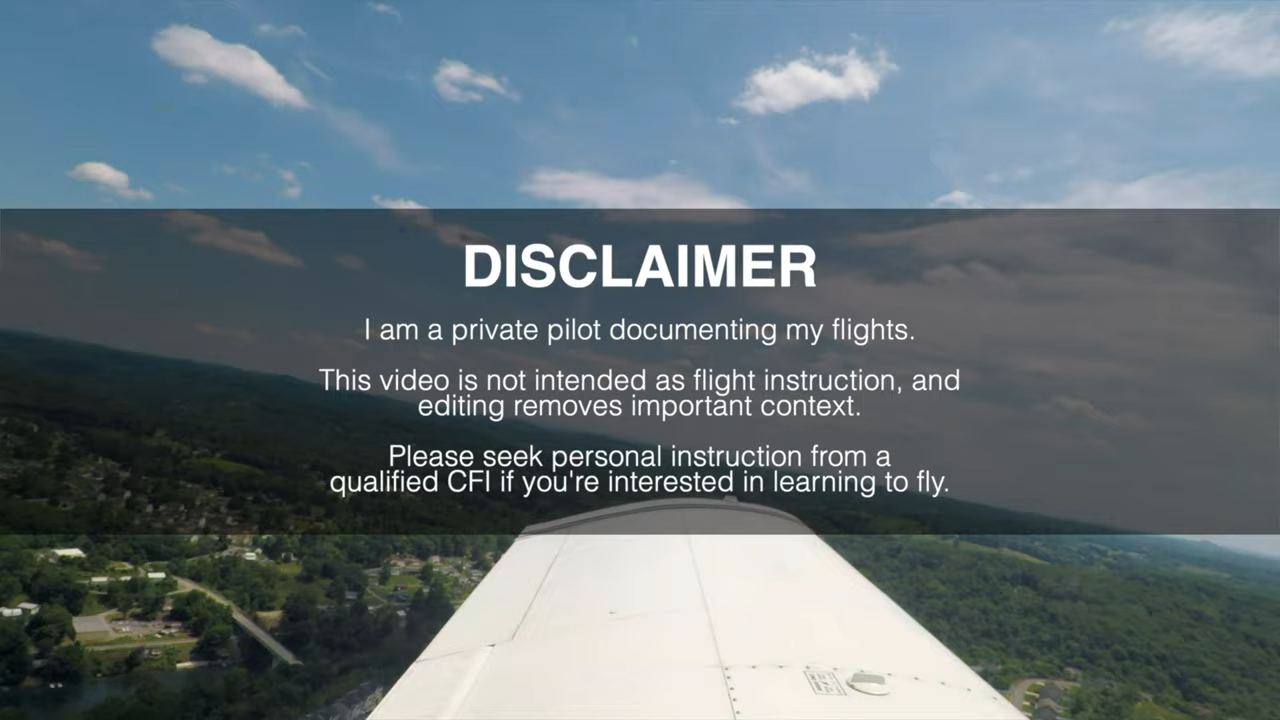 DISCLAIMER
I am a private pilot documenting my flights.
This video is not intended as flight instruction, and
editing removes important context.
Please seek personal instruction from a
qualified CFI if you're interested in learning to fly.